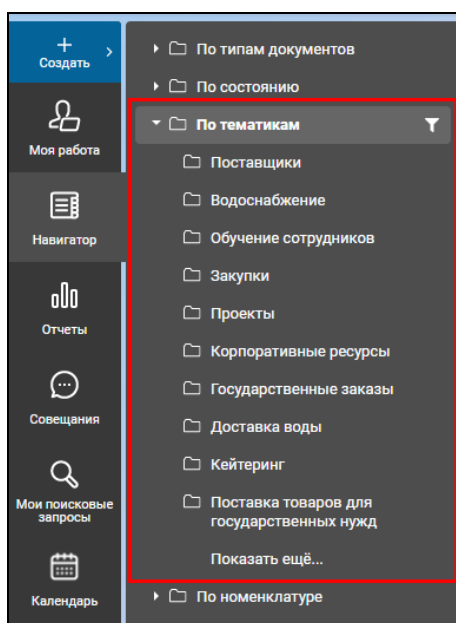 Создать
Моя работа
Навигатор
Отчеты
Совещания
Мои поисковые
запросы
Календарь
По типам документов
По состоянию
По тематикам
Поставщики
Водоснабжение
Обучение сотрудников
Закупки
Проекты
Корпоративные ресурсы
Государственные заказы
Доставка воды
Кейтеринг
Поставка товаров для
государственных нужд
Показать ещё...
По номенклатуре